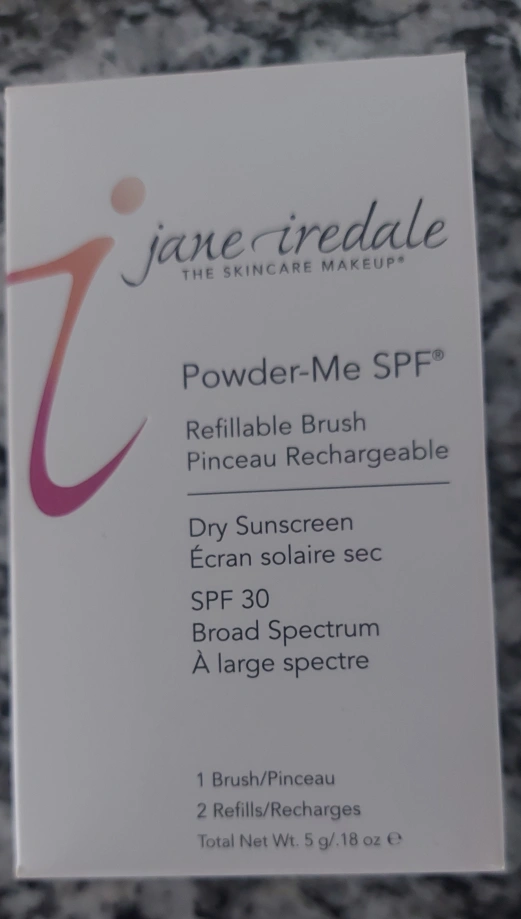 jane iredale
THE SKINCARE MAKEUP®
Powder-Me SPF®
Refillable Brush
Pinceau Rechargeable
Dry Sunscreen
Écran solaire sec
SPF 30
Broad Spectrum
À large spectre
1 Brush/Pinceau
2 Refills/Recharges
Total Net Wt. 5 g/.18 oz ℮